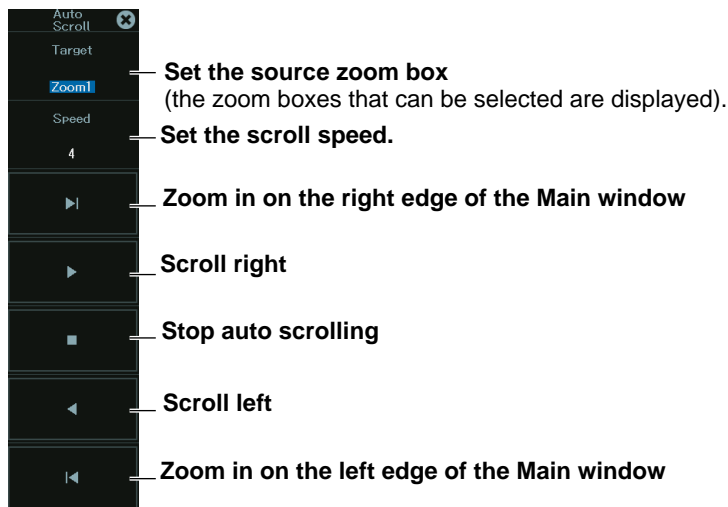 Auto
Scroll
Target
Zoom1
Set the source zoom box
(the zoom boxes that can be selected are displayed).
Speed
4
Set the scroll speed.
Zoom in on the right edge of the Main window
Scroll right
Stop auto scrolling
Scroll left
Zoom in on the left edge of the Main window